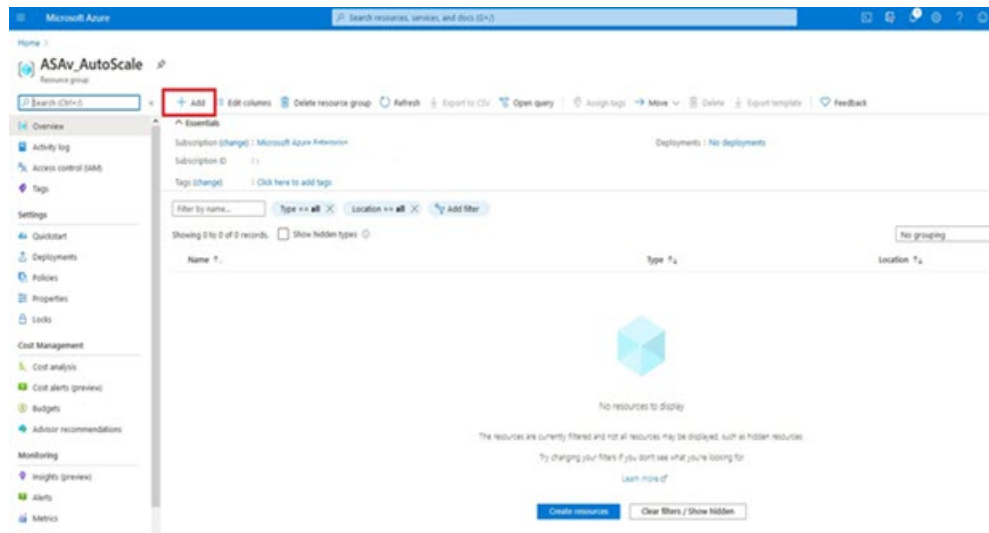 Microsoft Azure
Search resources, services, and docs (G+/)
Home >
ASAv_AutoScale
Resource group
Search (Ctrl+/)
«
+ Add
Edit columns
Delete resource group
Refresh
Export to CSV
Open query
Assign tags
Move
Delete
Export template
Feedback
Overview
Activity log
Access control (IAM)
Tags
Settings
Quickstart
Deployments
Policies
Properties
Locks
Cost Management
Cost analysis
Cost alerts (preview)
Budgets
Advisor recommendations
Monitoring
Insights (preview)
Alerts
Metrics
Essentials
Subscription (change) : Microsoft Azure Enterprise
Deployments : No deployments
Subscription ID :
Tags (change) : Click here to add tags
Filter by name...
Type == all
Location == all
Add filter
Showing 0 to 0 of 0 records.
Show hidden types
No grouping
Name
Type
Location
No resources to display
The resources are currently filtered and not all resources may be displayed, such as hidden resources
Try changing your filters if you don't see what you're looking for.
Learn more
Create resources
Clear filters / Show hidden